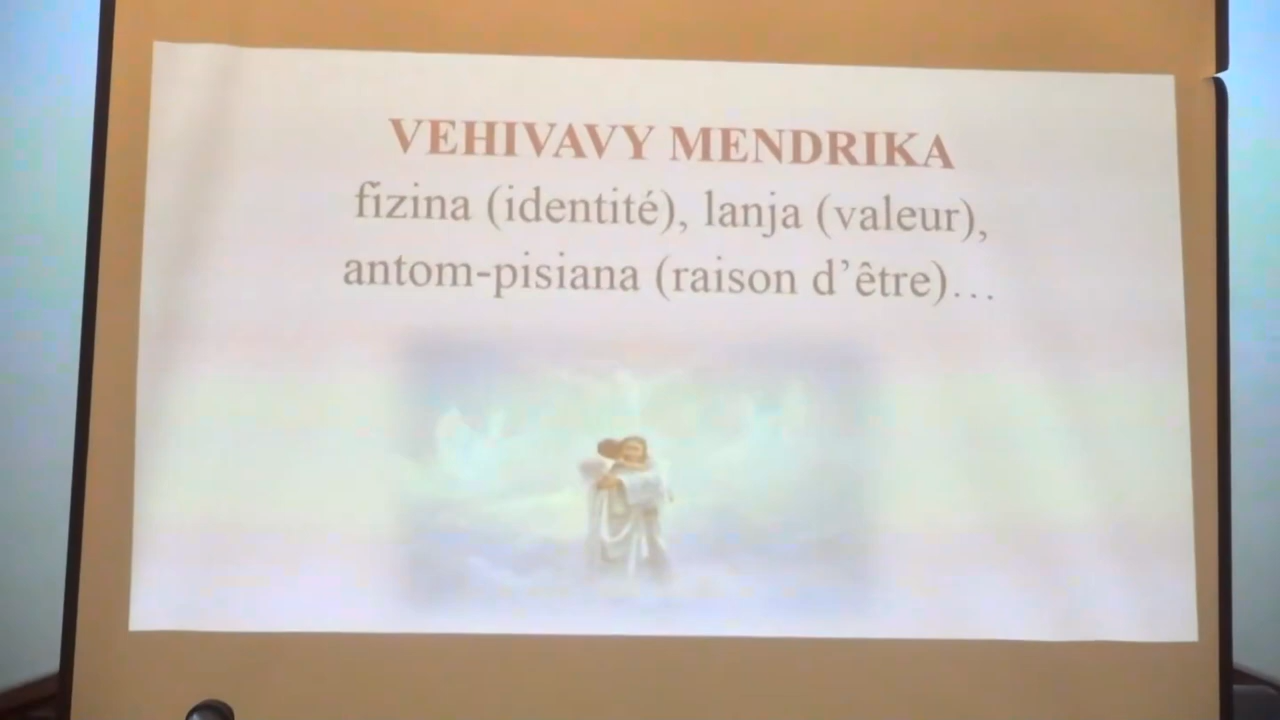 VEHIVAVY MENDRIKA
fizina (identité), lanja (valeur),
antom-pisiana (raison d’être)…